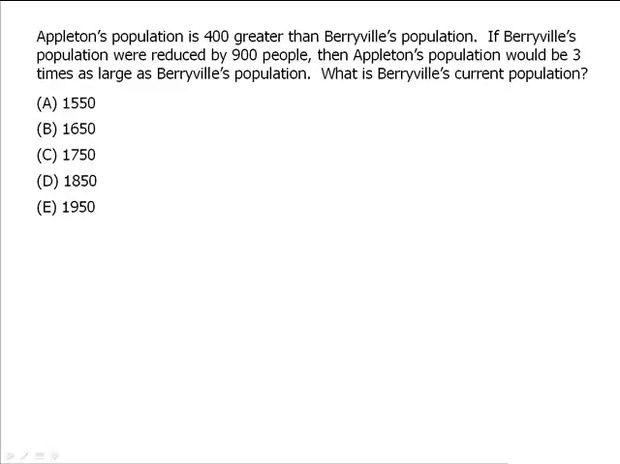 Appleton’s population is 400 greater than Berryville’s population.  If Berryville’s
population were reduced by 900 people, then Appleton’s population would be 3
times as large as Berryville’s population.  What is Berryville’s current population?
(A) 1550
(B) 1650
(C) 1750
(D) 1850
(E) 1950